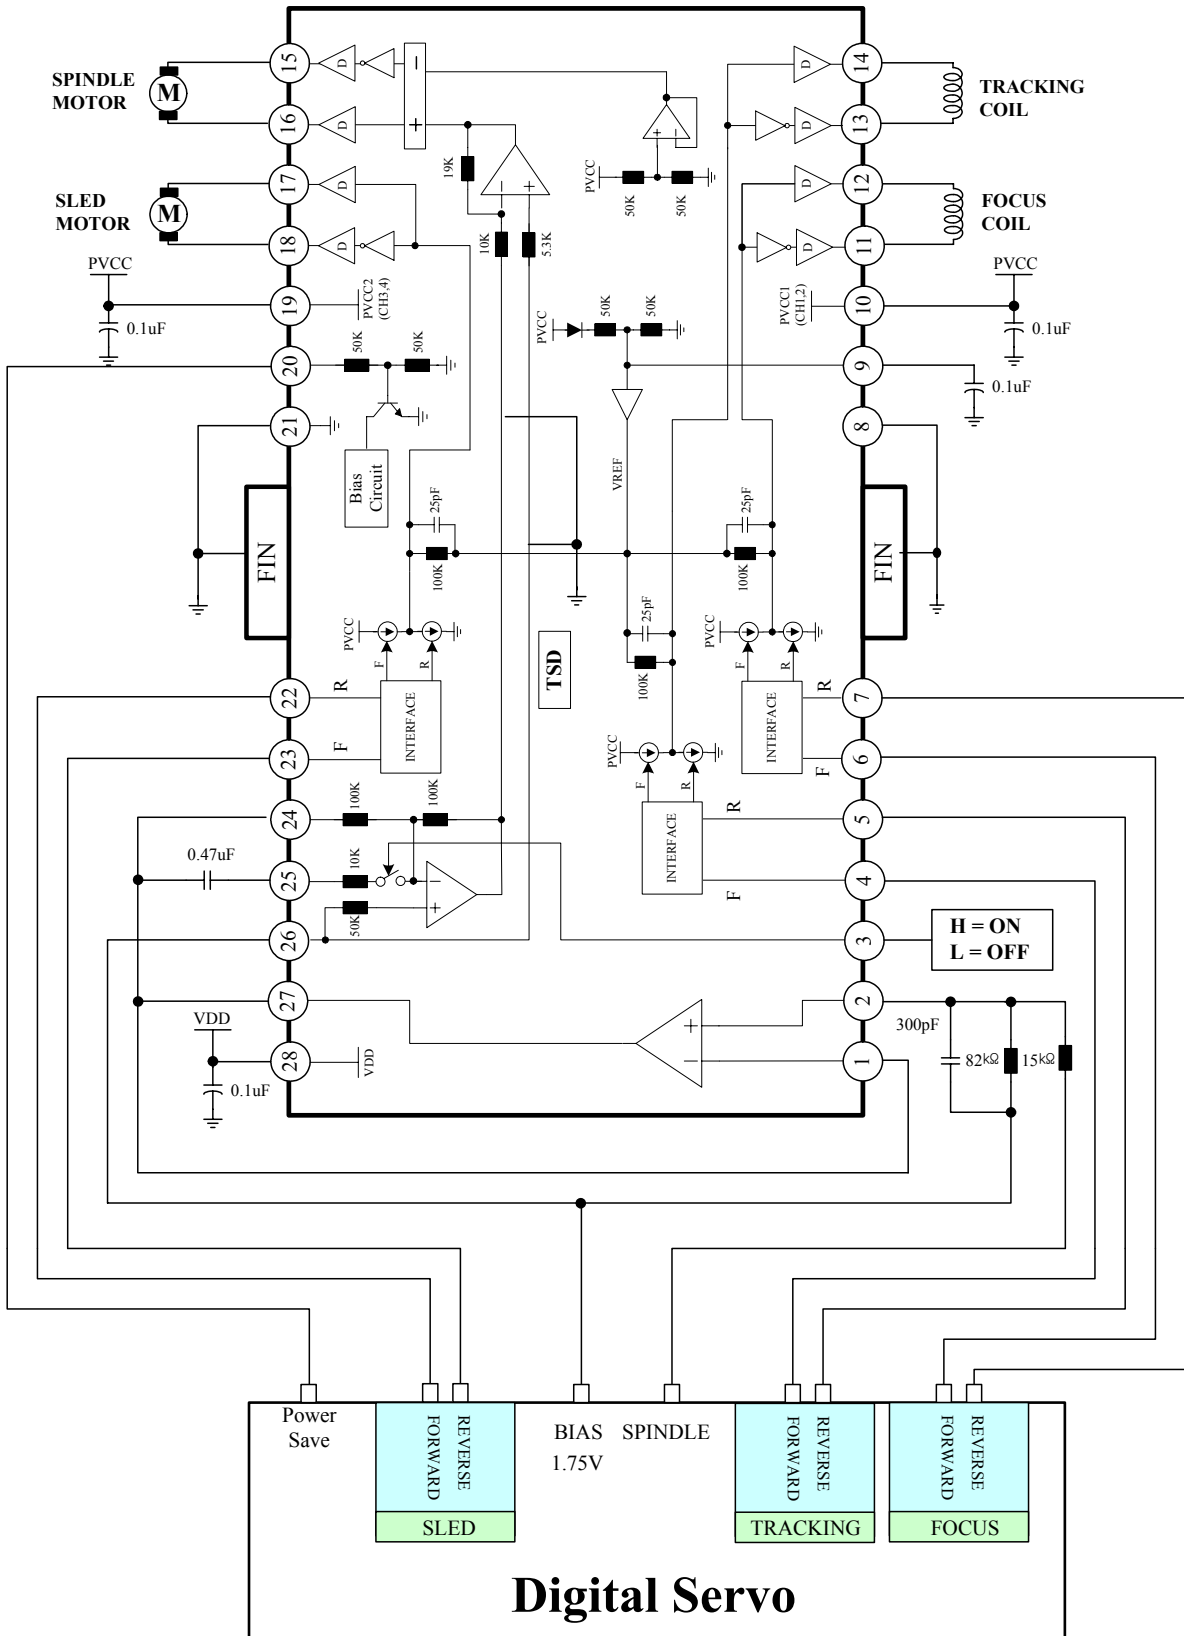 SPINDLE
MOTOR
M
15
16
D
D
−
+
14
13
D
D
TRACKING
COIL
19K
−
+
+
−
PVCC
50K
50K
SLED
MOTOR
M
17
18
D
D
10K
5.3K
12
11
D
D
FOCUS
COIL
PVCC
0.1uF
19
PVCC2
(CH3,4)
PVCC
50K
50K
PVCC1
(CH1,2)
10
PVCC
0.1uF
20
50K
50K
9
0.1uF
21
Bias
Circuit
VREF
8
FIN
25pF
100K
25pF
100K
FIN
PVCC
F
R
TSD
25pF
100K
PVCC
F
R
22
R
INTERFACE
INTERFACE
R
7
23
F
PVCC
F
R
F
6
24
100K
100K
INTERFACE
R
5
0.47uF
25
10K
−
+
F
4
26
50K
3
H = ON
L = OFF
27
+
−
2
300pF
82kΩ
15kΩ
VDD
0.1uF
28
VDD
1
Power
Save
FORWARD
REVERSE
SLED
BIAS
1.75V
SPINDLE
FORWARD
REVERSE
TRACKING
FORWARD
REVERSE
FOCUS
Digital Servo